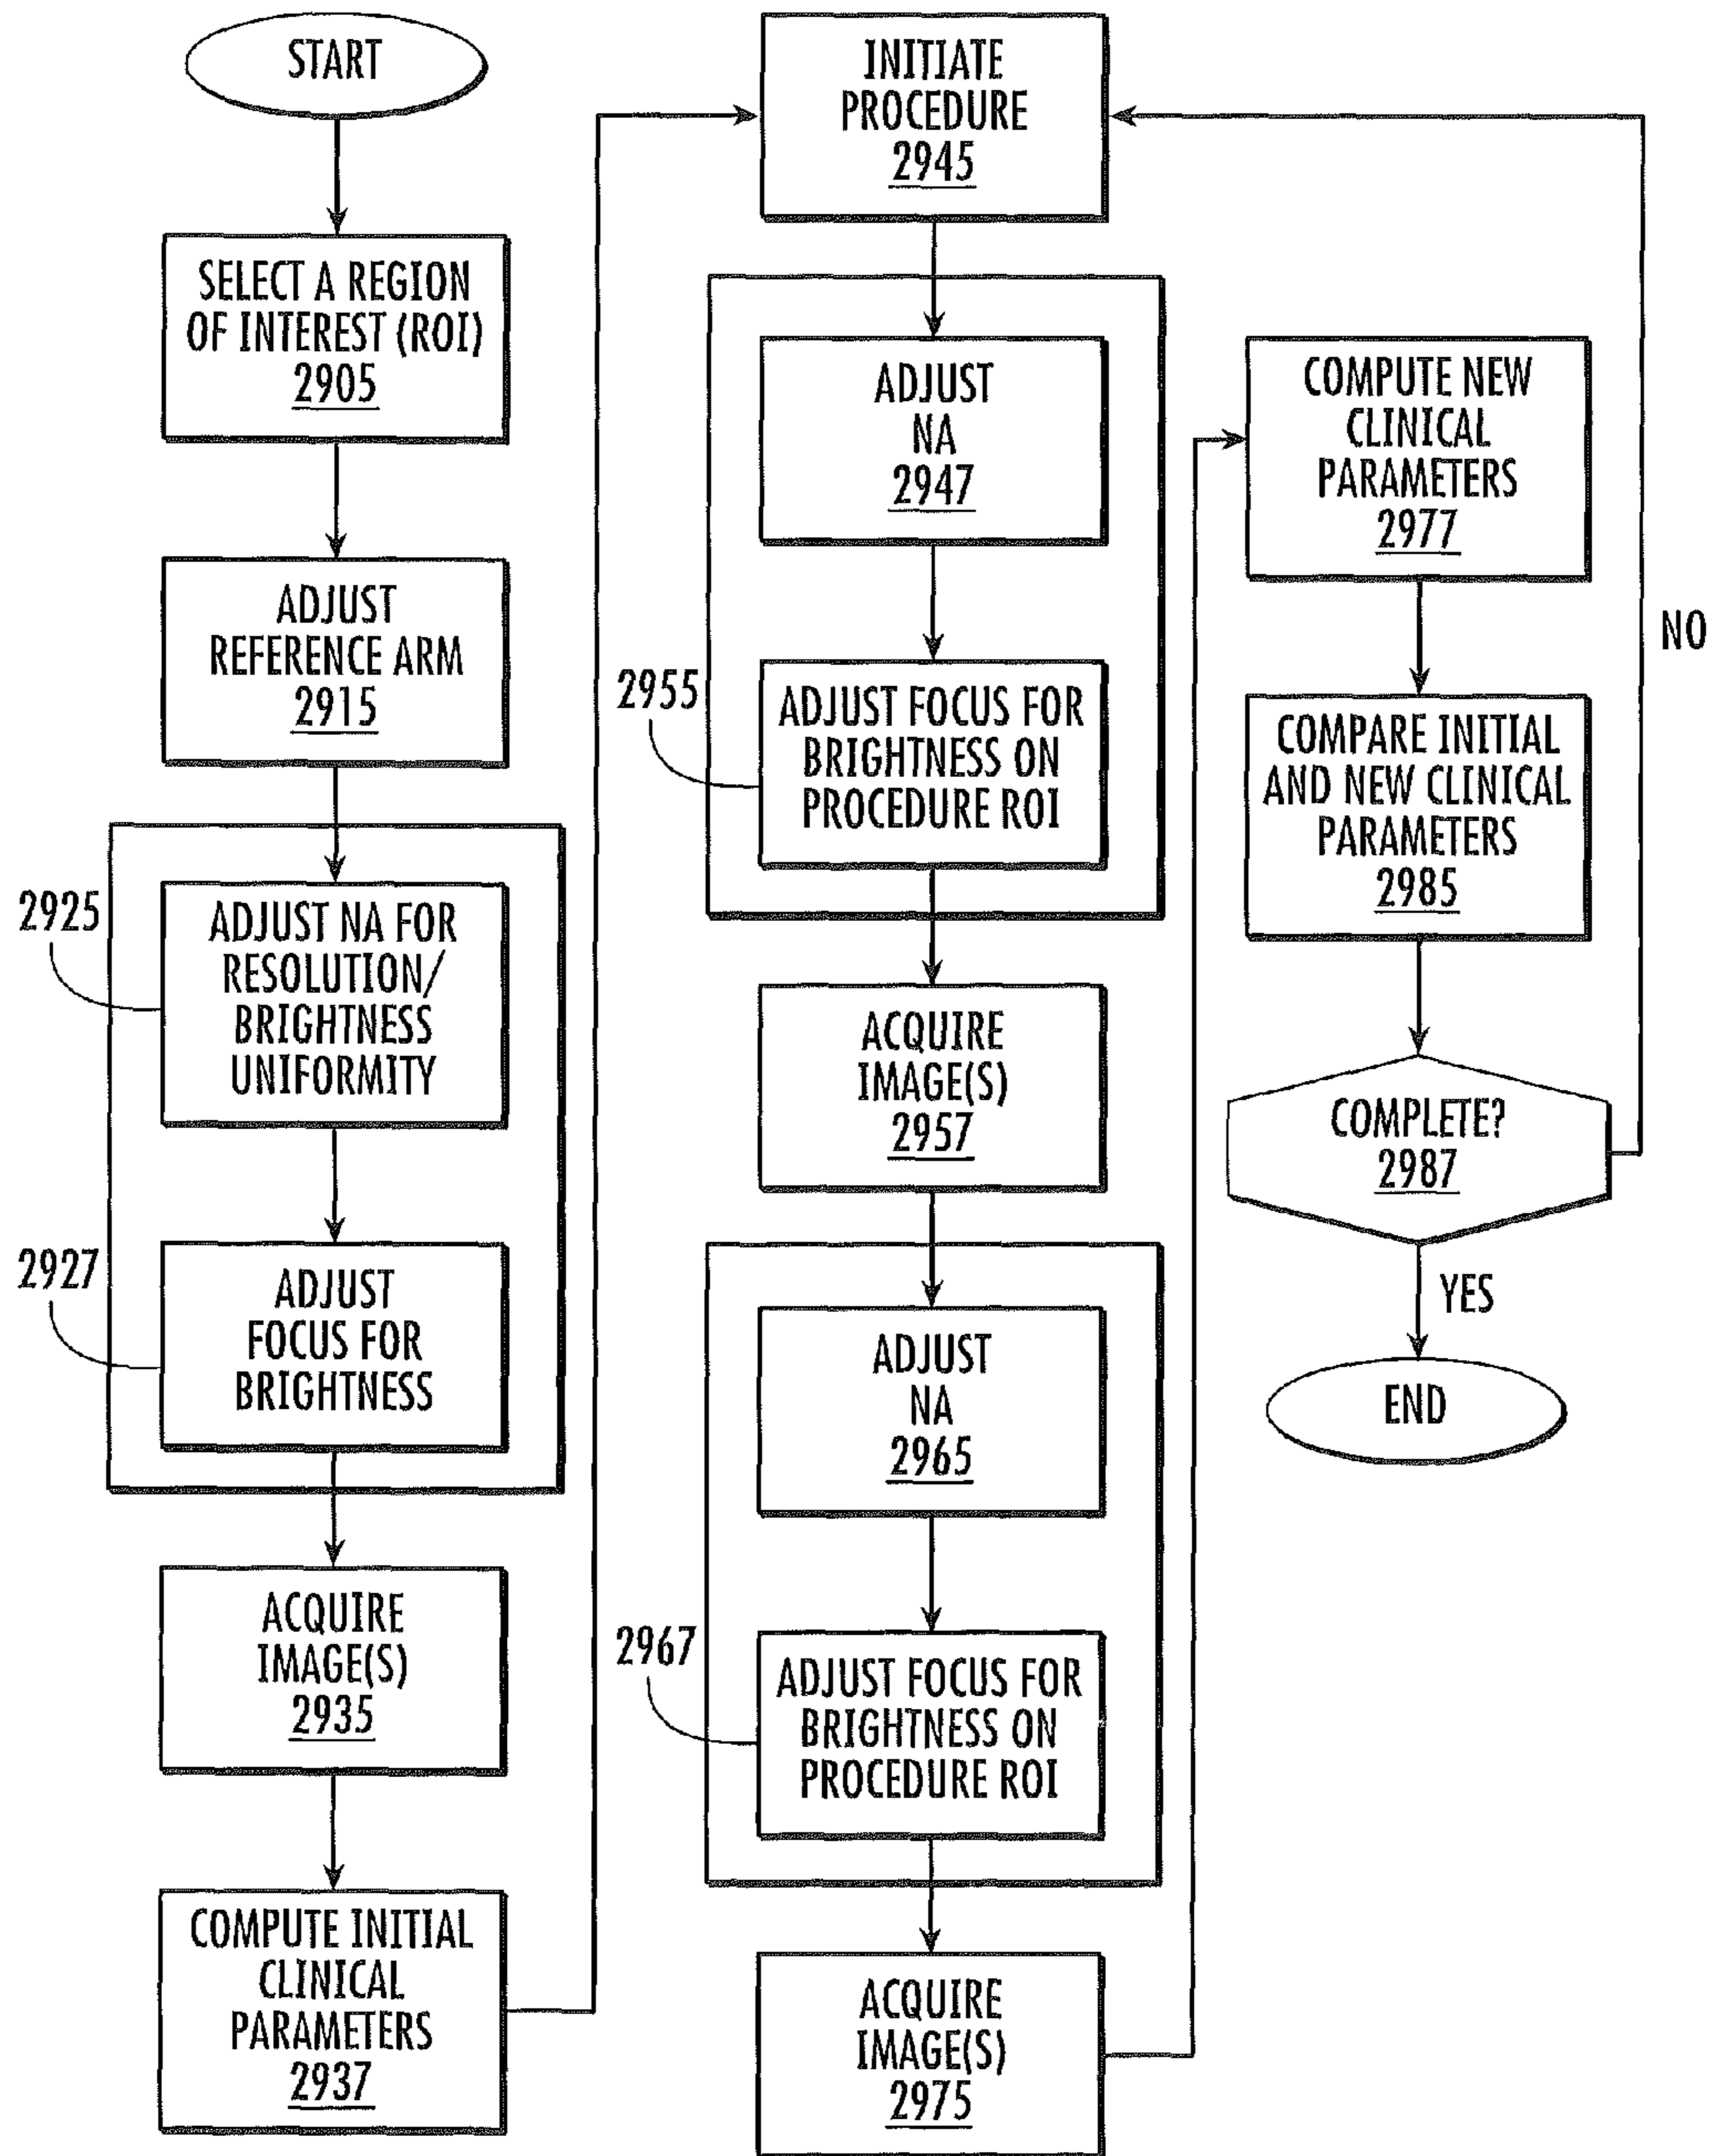 START
SELECT A REGION
OF INTEREST (ROI)
2905
ADJUST
REFERENCE ARM
2915
2925
ADJUST NA FOR
RESOLUTION/
BRIGHTNESS
UNIFORMITY
2927
ADJUST
FOCUS FOR
BRIGHTNESS
ACQUIRE
IMAGE(S)
2935
COMPUTE INITIAL
CLINICAL
PARAMETERS
2937
INITIATE
PROCEDURE
2945
ADJUST
NA
2947
2955
ADJUST FOCUS FOR
BRIGHTNESS ON
PROCEDURE ROI
ACQUIRE
IMAGE(S)
2957
ADJUST
NA
2965
2967
ADJUST FOCUS FOR
BRIGHTNESS ON
PROCEDURE ROI
ACQUIRE
IMAGE(S)
2975
COMPUTE NEW
CLINICAL
PARAMETERS
2977
COMPARE INITIAL
AND NEW CLINICAL
PARAMETERS
2985
COMPLETE?
2987
NO
YES
END